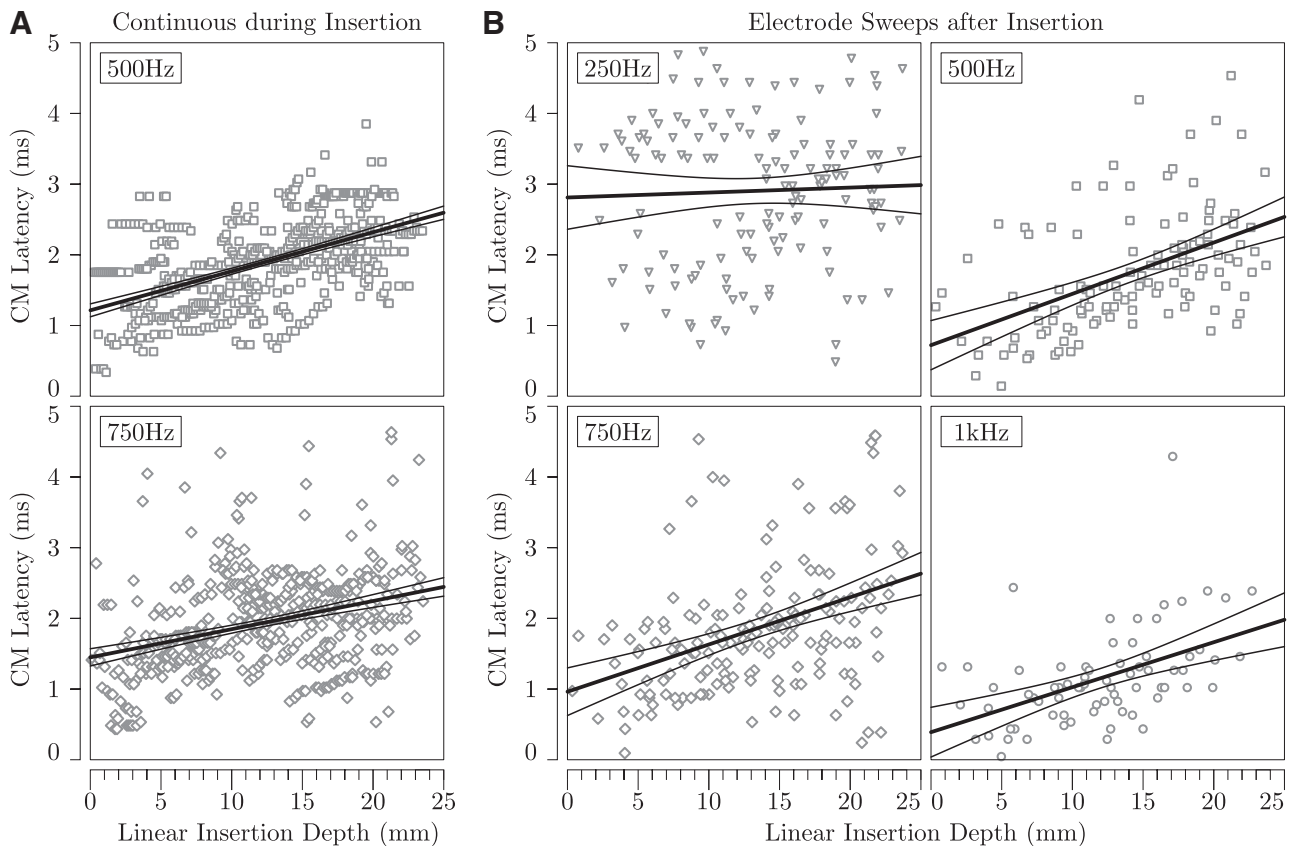 A Continuous during Insertion
B Electrode Sweeps after Insertion
500Hz
250Hz
500Hz
5
4
3
2
1
0
CM Latency (ms)
5
4
3
2
1
0
CM Latency (ms)
750Hz
750Hz
1kHz
5
4
3
2
1
0
CM Latency (ms)
5
4
3
2
1
0
CM Latency (ms)
0 5 10 15 20 25
0 5 10 15 20 25
0 5 10 15 20 25
Linear Insertion Depth (mm)
Linear Insertion Depth (mm)